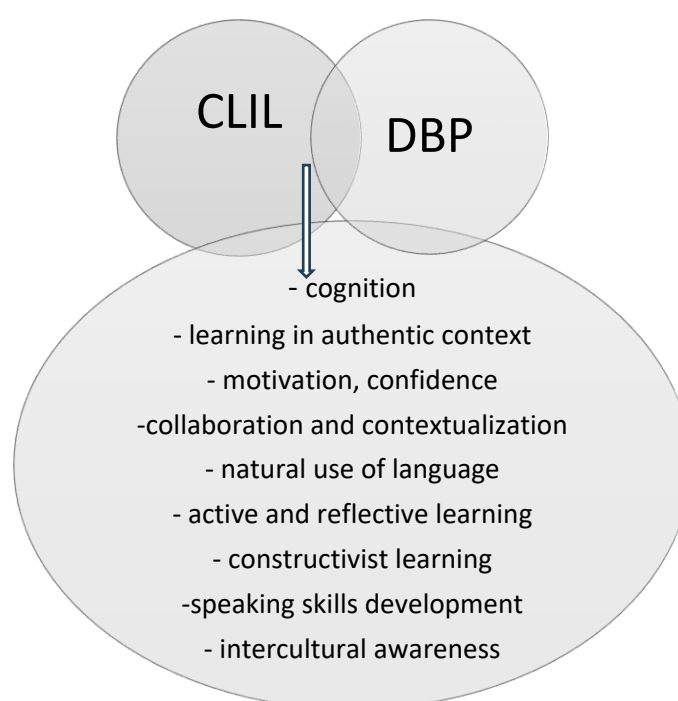 CLIL
DBP
- cognition
- learning in authentic context
- motivation, confidence
-collaboration and contextualization
- natural use of language
- active and reflective learning
- constructivist learning
-speaking skills development
- intercultural awareness